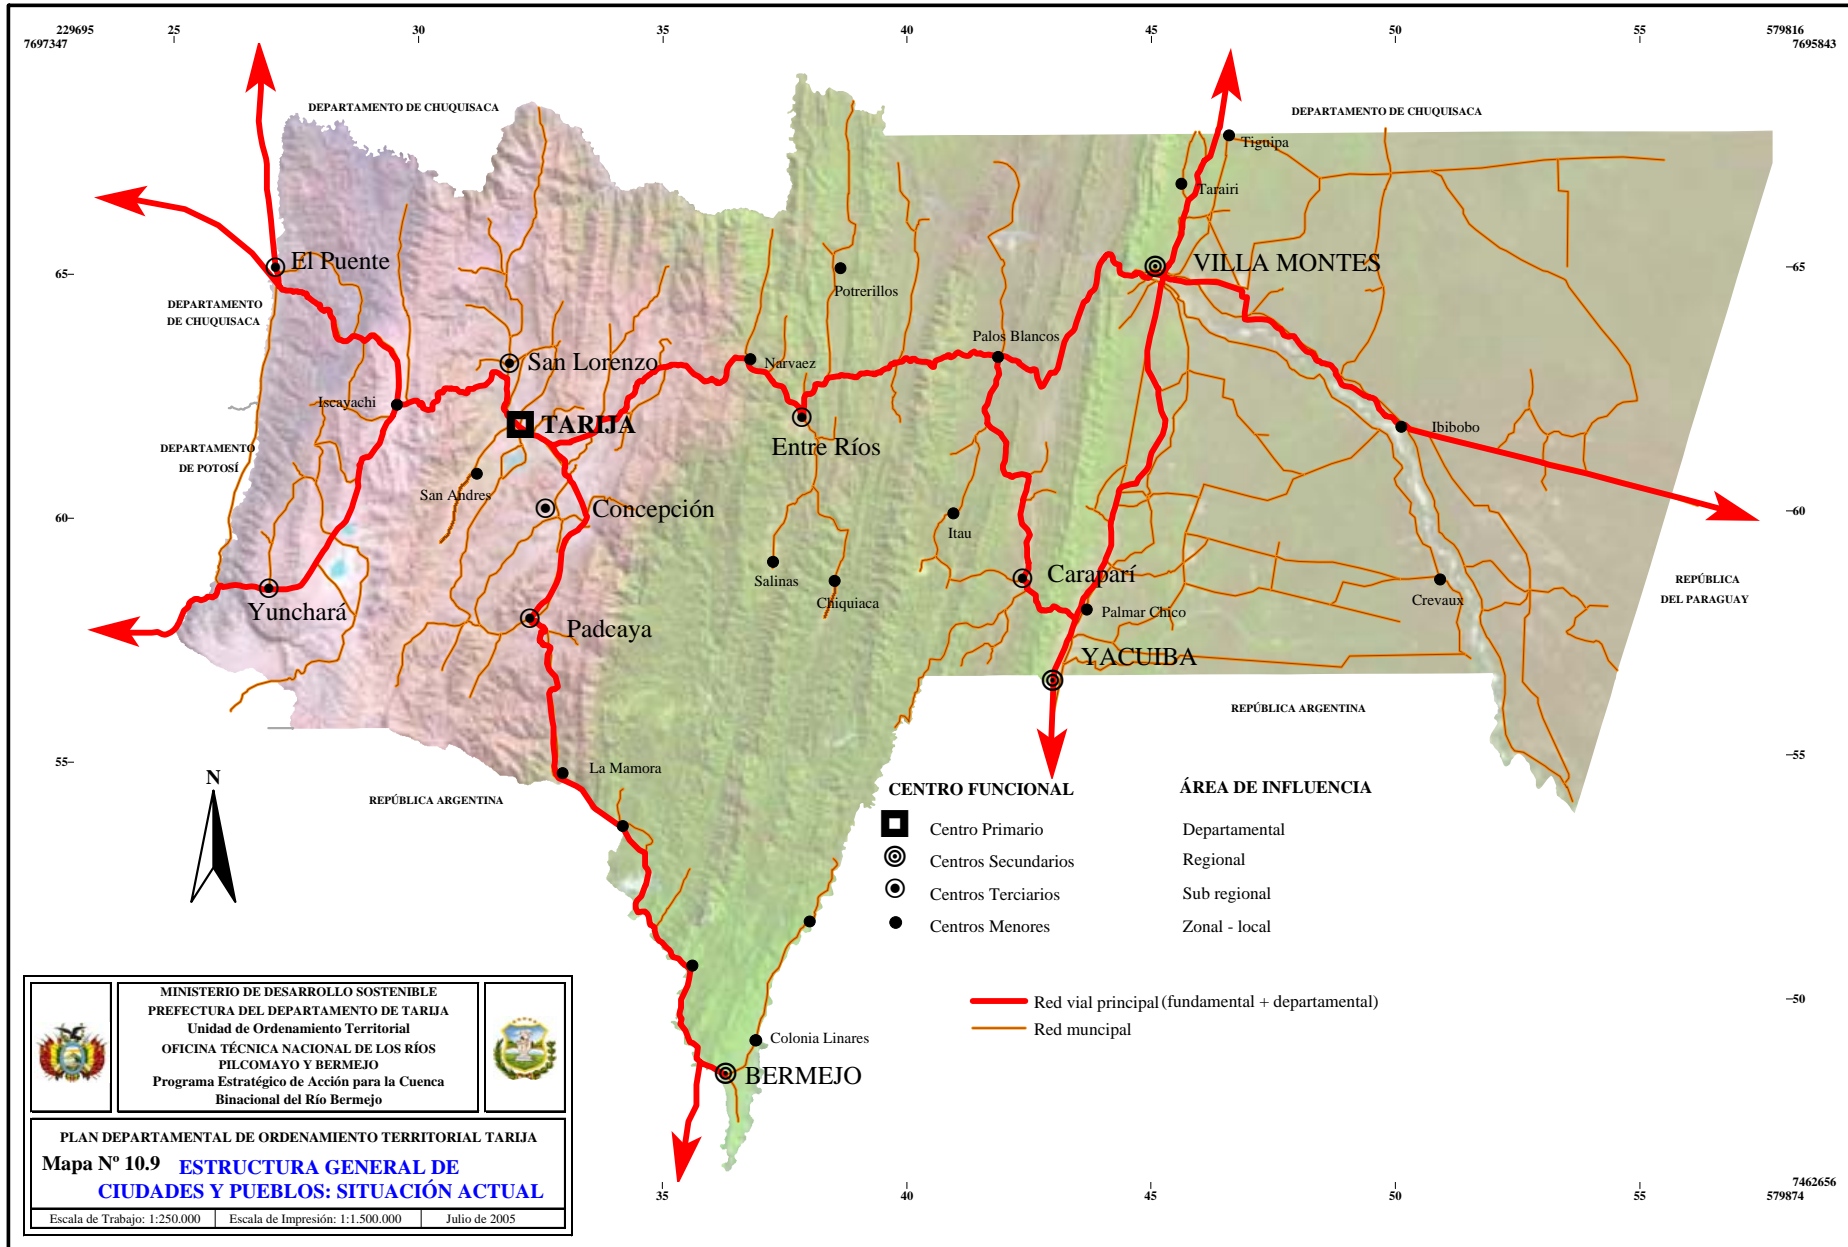 229695
7697347
25
30
35
40
45
50
55
579816
7695843
DEPARTAMENTO DE CHUQUISACA
DEPARTAMENTO DE CHUQUISACA
Tiguipa
Tarairi
El Puente
VILLA MONTES
65
65
Potrerillos
DEPARTAMENTO
DE CHUQUISACA
Palos Blancos
San Lorenzo
Narvaez
Iscayachi
TARIJA
Ibibobo
Entre Ríos
DEPARTAMENTO
DE POTOSÍ
San Andres
Concepción
60
60
Itau
Salinas
Caraparí
Chiquiaca
Crevaux
REPÚBLICA
DEL PARAGUAY
Yunchará
Palmar Chico
Padcaya
YACUIBA
REPÚBLICA ARGENTINA
55
55
La Mamora
N
REPÚBLICA ARGENTINA
CENTRO FUNCIONAL
ÁREA DE INFLUENCIA
Centro Primario
Departamental
Centros Secundarios
Regional
Centros Terciarios
Sub regional
Centros Menores
Zonal - local
Red vial principal (fundamental + departamental)
50
Red muncipal
Colonia Linares
BERMEJO
MINISTERIO DE DESARROLLO SOSTENIBLE
PREFECTURA DEL DEPARTAMENTO DE TARIJA
Unidad de Ordenamiento Territorial
OFICINA TÉCNICA NACIONAL DE LOS RÍOS
PILCOMAYO Y BERMEJO
Programa Estratégico de Acción para la Cuenca
Binacional del Río Bermejo
PLAN DEPARTAMENTAL DE ORDENAMIENTO TERRITORIAL TARIJA
Mapa Nº 10.9 ESTRUCTURA GENERAL DE
CIUDADES Y PUEBLOS: SITUACIÓN ACTUAL
Escala de Trabajo: 1:250.000 Escala de Impresión: 1:1.500.000 Julio de 2005
35
40
45
50
55
7462656
579874